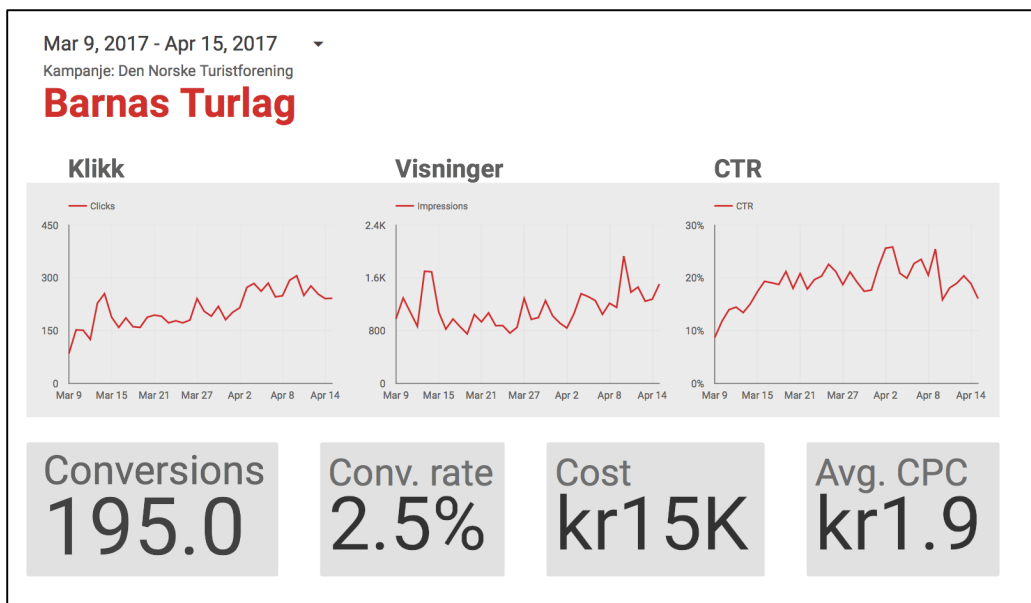 Mar 9, 2017 - Apr 15, 2017
Kampanje: Den Norske Turistforening
Barnas Turlag
Klikk
Clicks
450
300
150
0
Mar 9 Mar 15 Mar 21 Mar 27 Apr 2 Apr 8 Apr 14
Visninger
Impressions
2.4K
1.6K
800
0
Mar 9 Mar 15 Mar 21 Mar 27 Apr 2 Apr 8 Apr 14
CTR
CTR
30%
20%
10%
0%
Mar 9 Mar 15 Mar 21 Mar 27 Apr 2 Apr 8 Apr 14
Conversions
195.0
Conv. rate
2.5%
Cost
kr15K
Avg. CPC
kr1.9